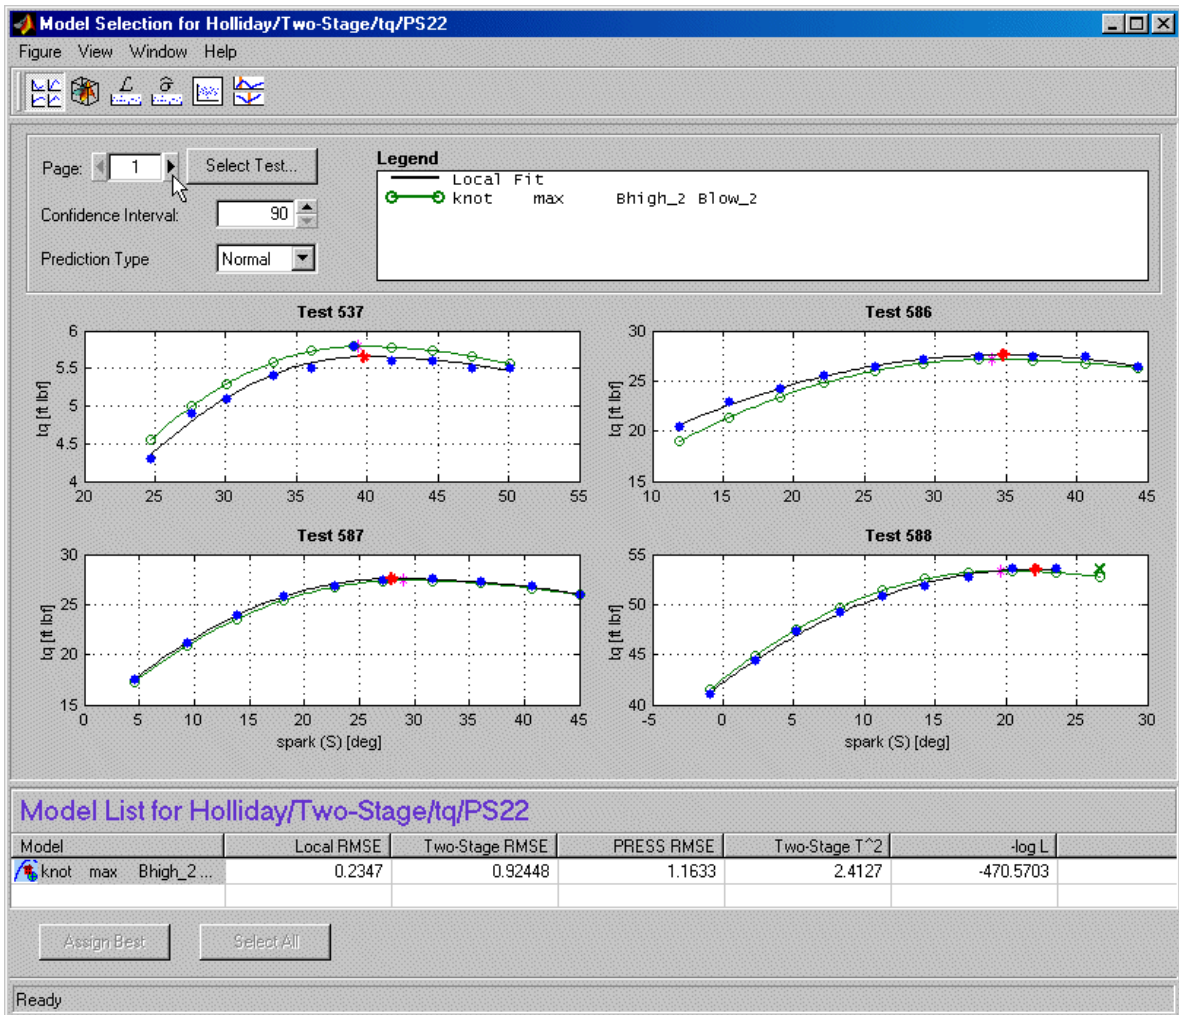 Model Selection for Holliday/Two-Stage/tq/PS22
Figure View Window Help
Page: 1 Select Test...
Confidence Interval: 90
Prediction Type Normal
Legend
Local Fit
knot max Bhigh_2 Blow_2
Test 537
6
5.5
5
4.5
4
tq [ft lbf]
20 25 30 35 40 45 50 55
Test 586
30
25
20
15
tq [ft lbf]
10 15 20 25 30 35 40 45
Test 587
30
25
20
15
tq [ft lbf]
0 5 10 15 20 25 30 35 40 45
spark (S) [deg]
Test 588
55
50
45
40
tq [ft lbf]
-5 0 5 10 15 20 25 30
spark (S) [deg]
Model List for Holliday/Two-Stage/tq/PS22
Model Local RMSE Two-Stage RMSE PRESS RMSE Two-Stage T^2 -log L
knot max Bhigh_2 ... 0.2347 0.92448 1.1633 2.4127 -470.5703
Assign Best Select All
Ready